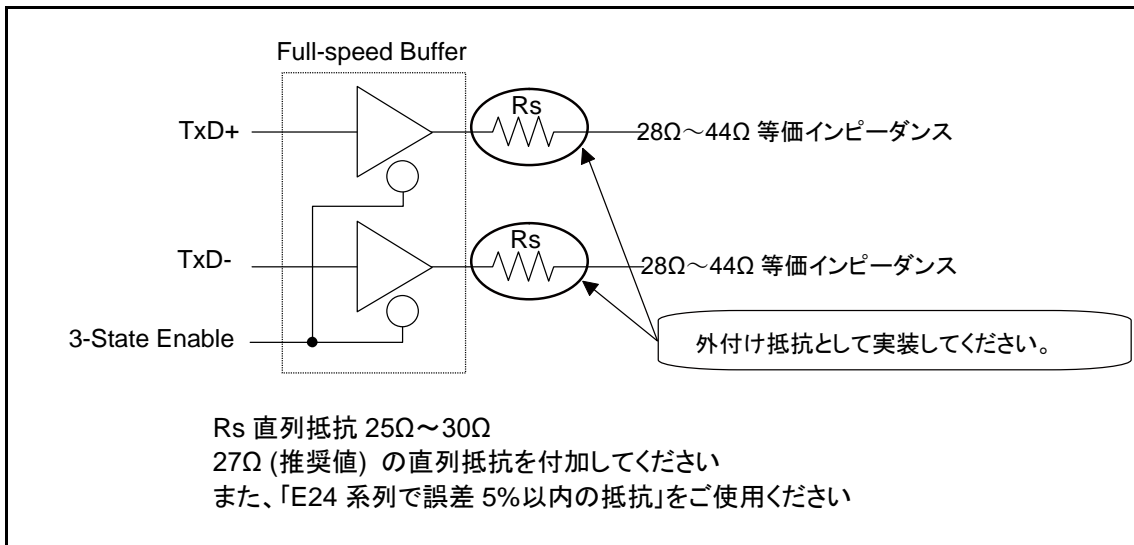 Full-speed Buffer
TxD+
Rs
28Ω～44Ω 等価インピーダンス
TxD-
Rs
28Ω～44Ω 等価インピーダンス
3-State Enable
外付け抵抗として実装してください。
Rs 直列抵抗 25Ω～30Ω
27Ω (推奨値) の直列抵抗を付加してください
また、「E24 系列で誤差 5%以内の抵抗」をご使用ください